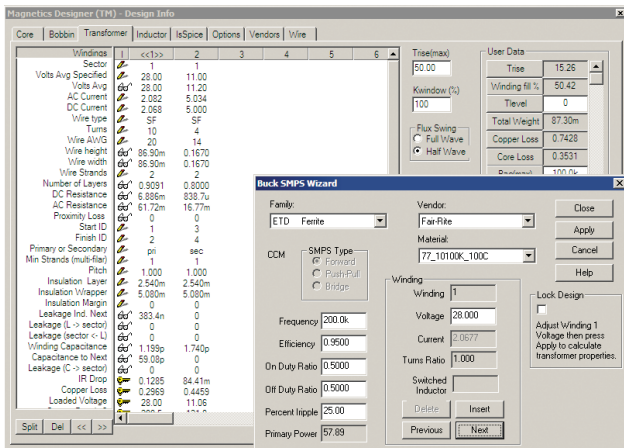 Magnetics Designer (TM) - Design Info
Core Bobbin Transformer Inductor IsSpice Options Vendors Wire
Windings I <<1>> 2 3 4 5 6
Sector 1 1
Volts Avg Specified 28.00 11.00
Volts Avg 28.00 11.20
AC Current 2.082 5.034
DC Current 2.068 5.000
Wire type SF SF
Turns 10 4
Wire AWG 20 14
Wire height 86.90m 0.1670
Wire width 86.90m 0.1670
Wire Strands 2 2
Number of Layers 0.9091 0.8000
DC Resistance 6.886m 838.7u
AC Resistance 61.72m 16.77m
Proximity Loss 0 0
Start ID 1 3
Finish ID 2 4
Primary or Secondary pri sec
Min Strands (multi-filar) 1 1
Pitch 1.000 1.000
Insulation Layer 2.540m 2.540m
Insulation Wrapper 5.080m 5.080m
Insulation Margin 0 0
Leakage Ind. Next 383.4n 0
Leakage (L -> sector) 0 0
Leakage (sector <- L) 0 0
Winding Capacitance 1.199p 1.740p
Capacitance to Next 59.08p 0
Leakage (C -> sector) 0 0
IR Drop 0.1285 84.41m
Copper Loss 0.2969 0.4459
Loaded Voltage 28.00 11.06
Split Del << >>
Trise(max)
50.00
Kwindow (%)
100
Flux Swing
Full Wave
Half Wave
User Data
Trise 15.26
Winding fill % 50.42
Tlevel 0
Total Weight 87.30m
Copper Loss 0.7428
Core Loss 0.3531
Buck SMPS Wizard
Family:
ETD Ferrite
Vendor:
Fair-Rite
Material:
77_10100K_100C
Close
Apply
Cancel
Help
CCM
SMPS Type
Forward
Push-Pull
Bridge
Frequency 200.0k
Efficiency 0.9500
On Duty Ratio 0.5000
Off Duty Ratio 0.5000
Percent Iripple 25.00
Primary Power 57.89
Winding
Winding 1
Voltage 28.000
Current 2.0677
Turns Ratio 1.000
Switched
Inductor
Delete Insert
Previous Next
Lock Design
Adjust Winding 1
Voltage then press
Apply to calculate
transformer properties.